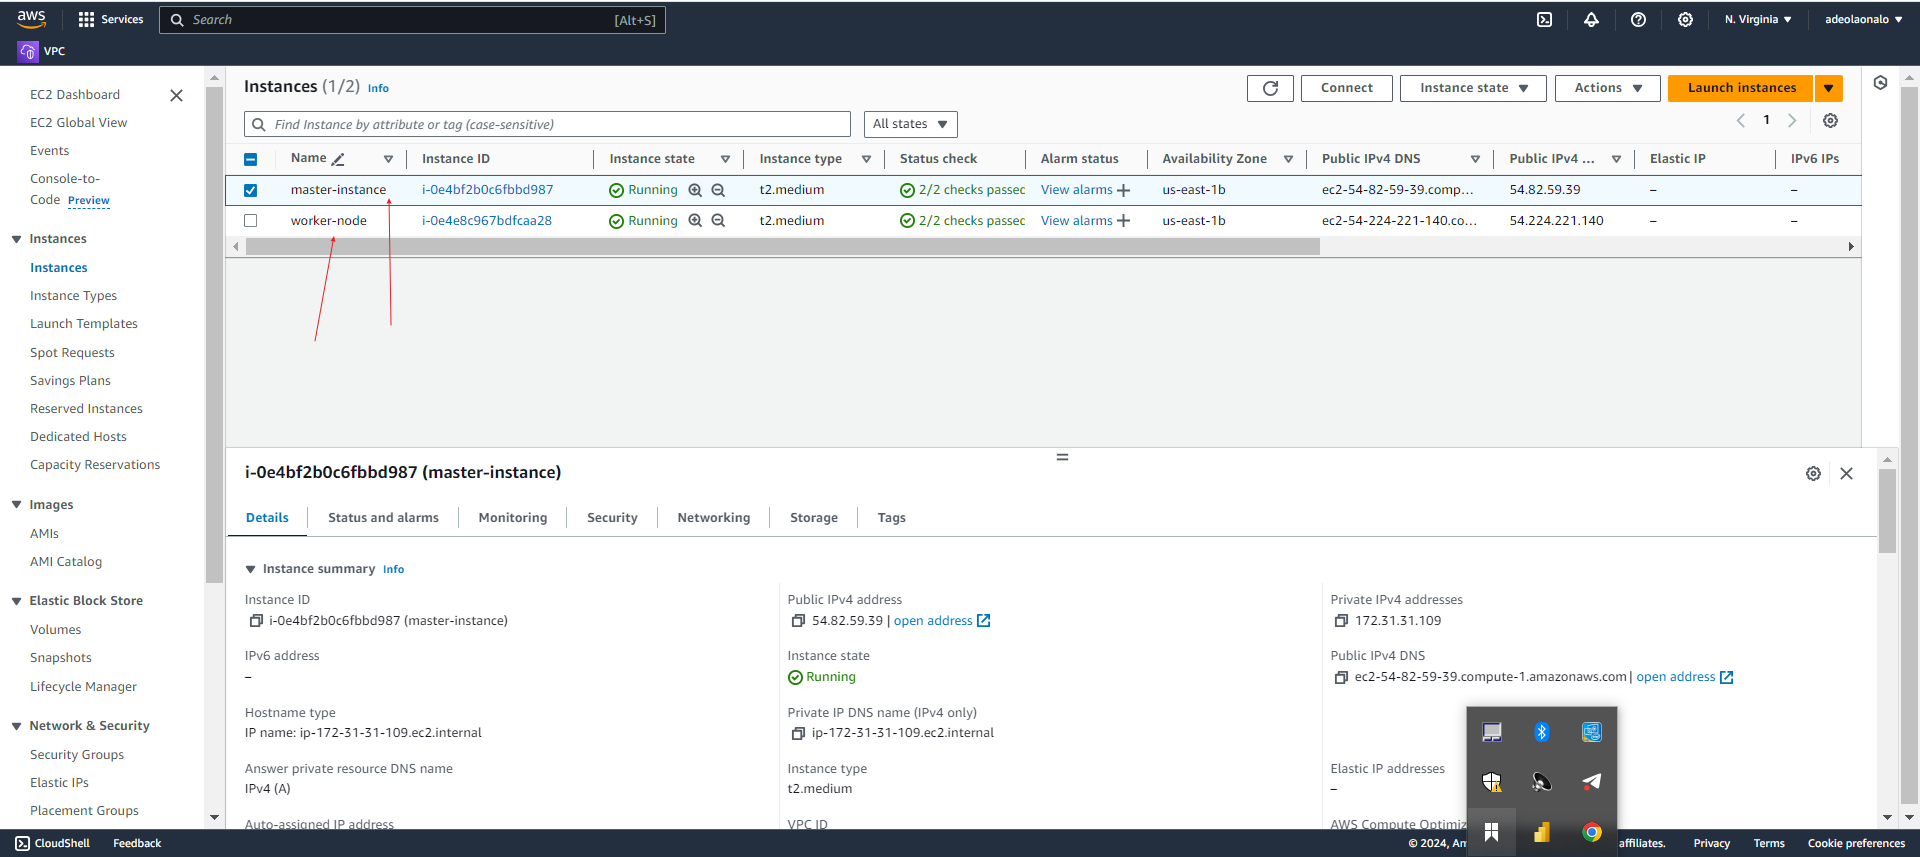 aws
Services
Search
[Alt+S]
N. Virginia
adeolaonalo
VPC
EC2 Dashboard
EC2 Global View
Events
Console-to-
Code Preview
Instances
Instances
Instance Types
Launch Templates
Spot Requests
Savings Plans
Reserved Instances
Dedicated Hosts
Capacity Reservations
Images
AMIs
AMI Catalog
Elastic Block Store
Volumes
Snapshots
Lifecycle Manager
Network & Security
Security Groups
Elastic IPs
Placement Groups
Instances (1/2) Info
Connect
Instance state
Actions
Launch instances
Find Instance by attribute or tag (case-sensitive)
All states
1
Name Instance ID Instance state Instance type Status check Alarm status Availability Zone Public IPv4 DNS Public IPv4 ... Elastic IP IPv6 IPs
master-instance i-0e4bf2b0c6fbbd987 Running t2.medium 2/2 checks passed View alarms us-east-1b ec2-54-82-59-39.comp... 54.82.59.39 – –
worker-node i-0e4e8c967bdfcaa28 Running t2.medium 2/2 checks passed View alarms us-east-1b ec2-54-224-221-140.co... 54.224.221.140 – –
i-0e4bf2b0c6fbbd987 (master-instance)
Details Status and alarms Monitoring Security Networking Storage Tags
Instance summary Info
Instance ID
i-0e4bf2b0c6fbbd987 (master-instance)
IPv6 address
–
Hostname type
IP name: ip-172-31-31-109.ec2.internal
Answer private resource DNS name
IPv4 (A)
Auto-assigned IP address
Public IPv4 address
54.82.59.39 | open address
Instance state
Running
Private IP DNS name (IPv4 only)
ip-172-31-31-109.ec2.internal
Instance type
t2.medium
VPC ID
Private IPv4 addresses
172.31.31.109
Public IPv4 DNS
ec2-54-82-59-39.compute-1.amazonaws.com | open address
Elastic IP addresses
–
AWS Compute Optimiz
CloudShell Feedback
© 2024, Am affiliates. Privacy Terms Cookie preferences